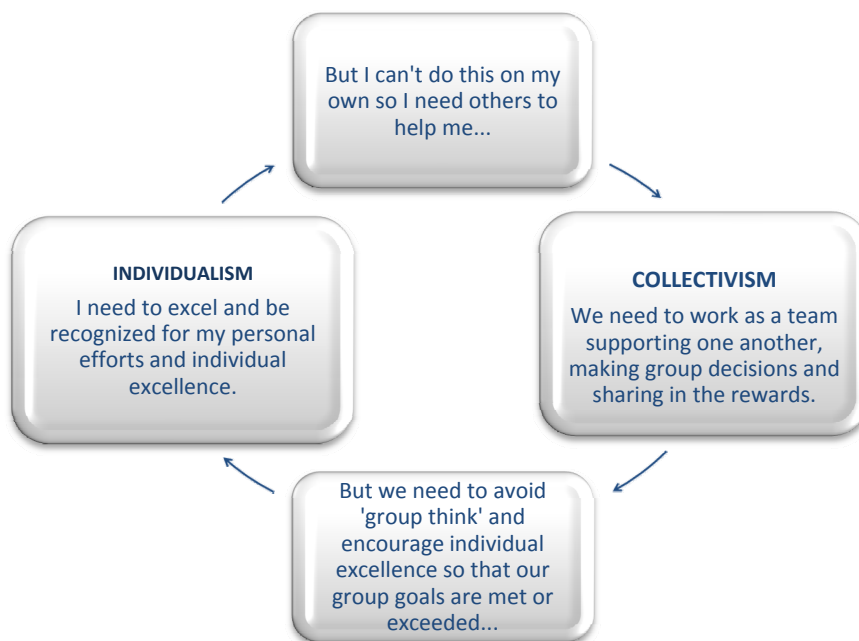 But I can't do this on my
own so I need others to
help me...
INDIVIDUALISM
I need to excel and be
recognized for my personal
efforts and individual
excellence.
COLLECTIVISM
We need to work as a team
supporting one another,
making group decisions and
sharing in the rewards.
But we need to avoid
'group think' and
encourage individual
excellence so that our
group goals are met or
exceeded...